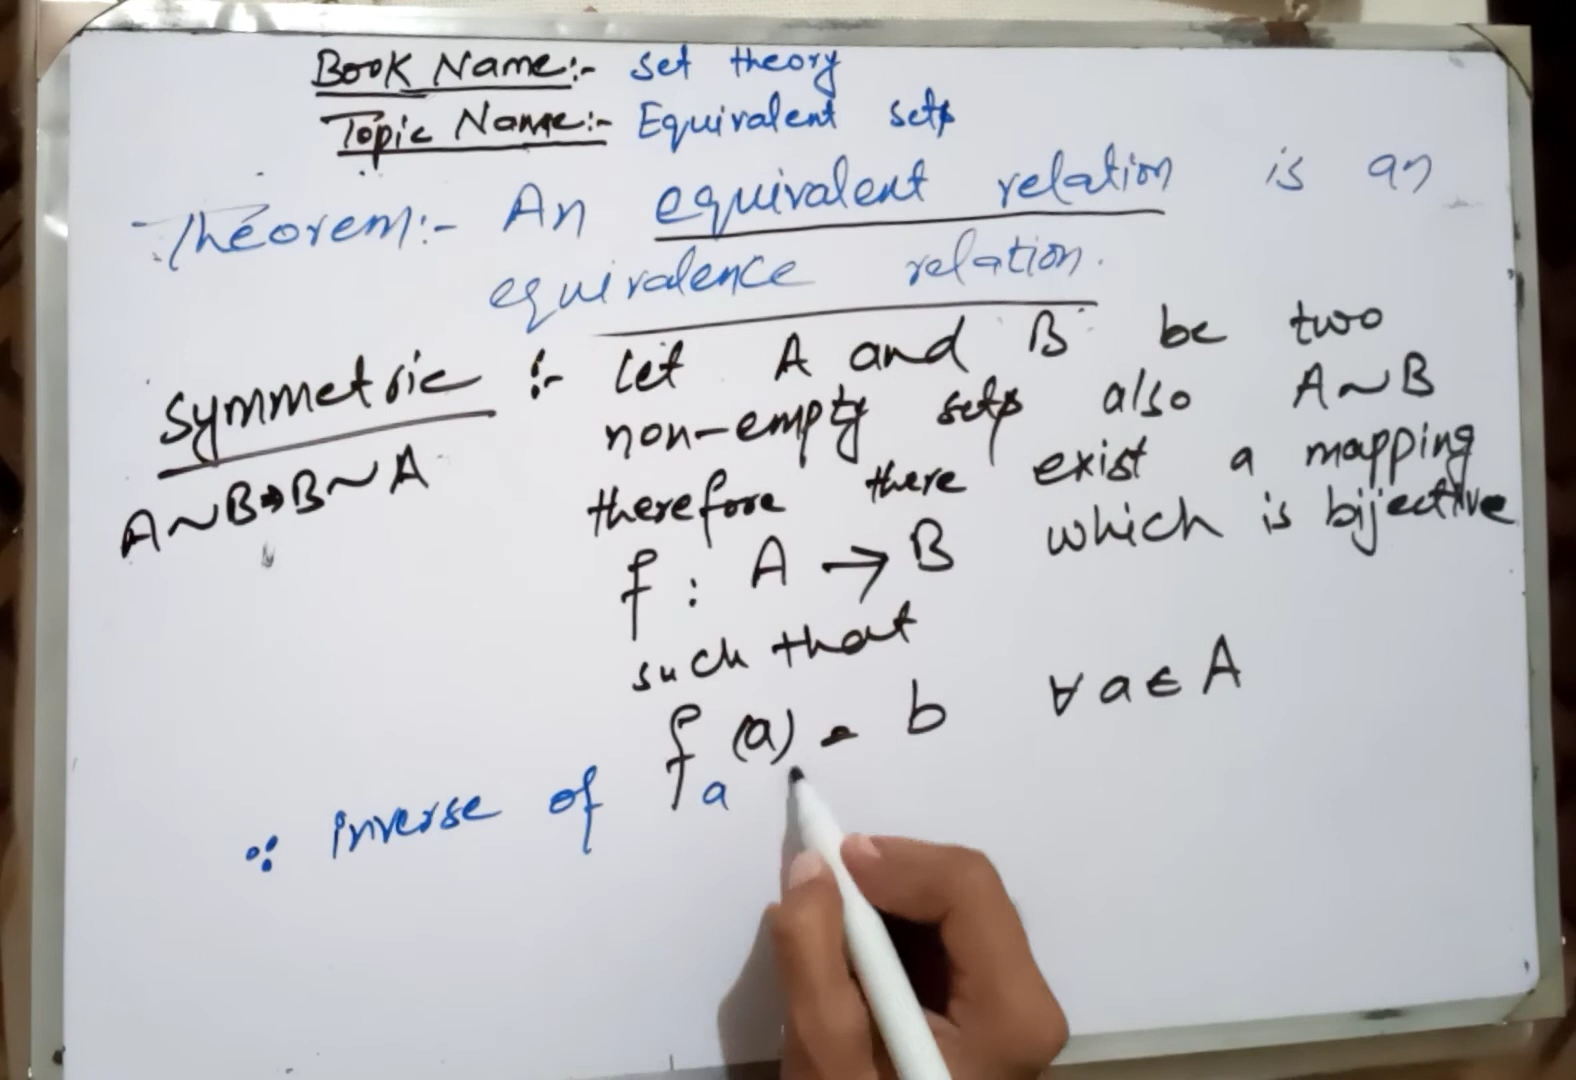 Book Name:- set theory
Topic Name:- Equivalent sets
Theorem:- An equivalent relation is an
equivalence relation.
Symmetric :- let A and B be two
non-empty sets also A~B
A~B⇒B~A
therefore there exist a mapping
f : A → B which is bijective
such that
f(a) = b ∀ a ∈ A
∵ inverse of a